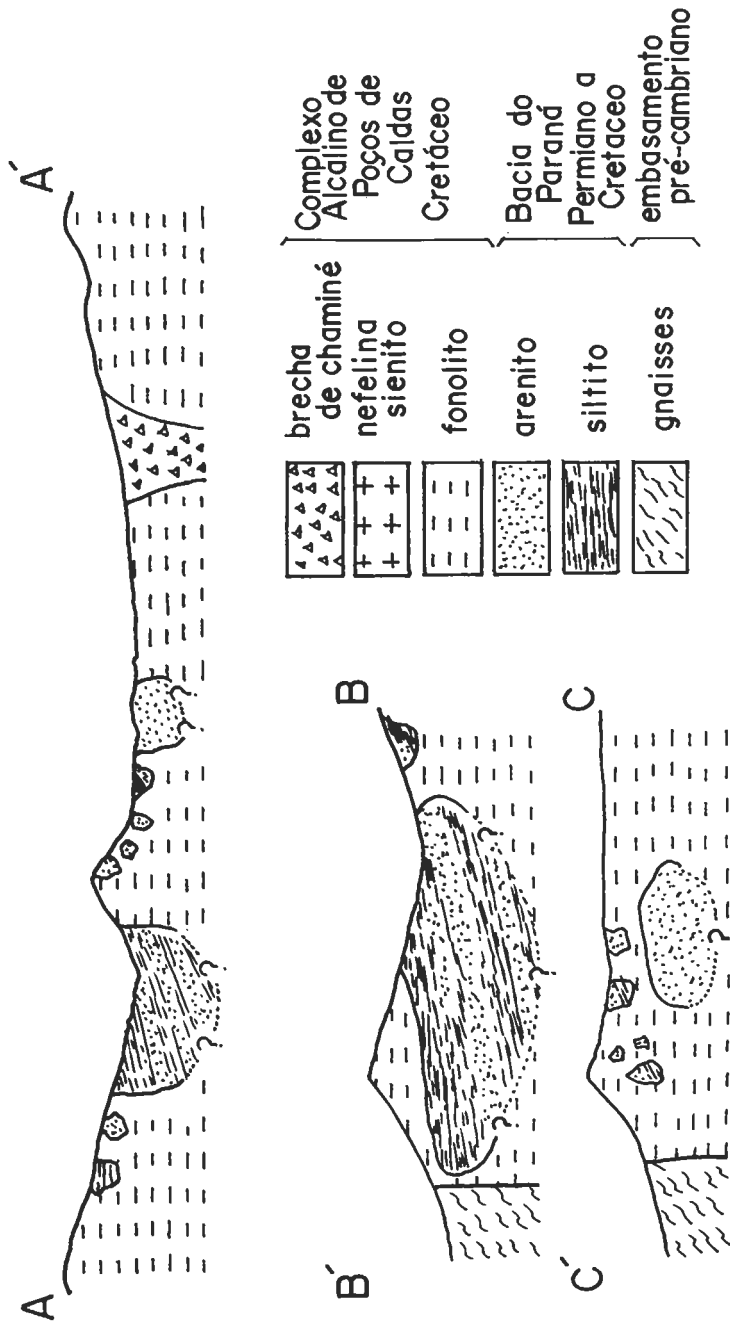 A
A´
B´
B
C´
C
?
?
?
?
?
?
?
?
?
brecha
de chaminé
nefelina
sienito
fonolito
Complexo
Alcalino de
Poços de
Caldas
Cretáceo
arenito
siltito
Bacia do
Paraná
Permiano a
Cretaceo
gnaisses
embasamento
pré-cambriano